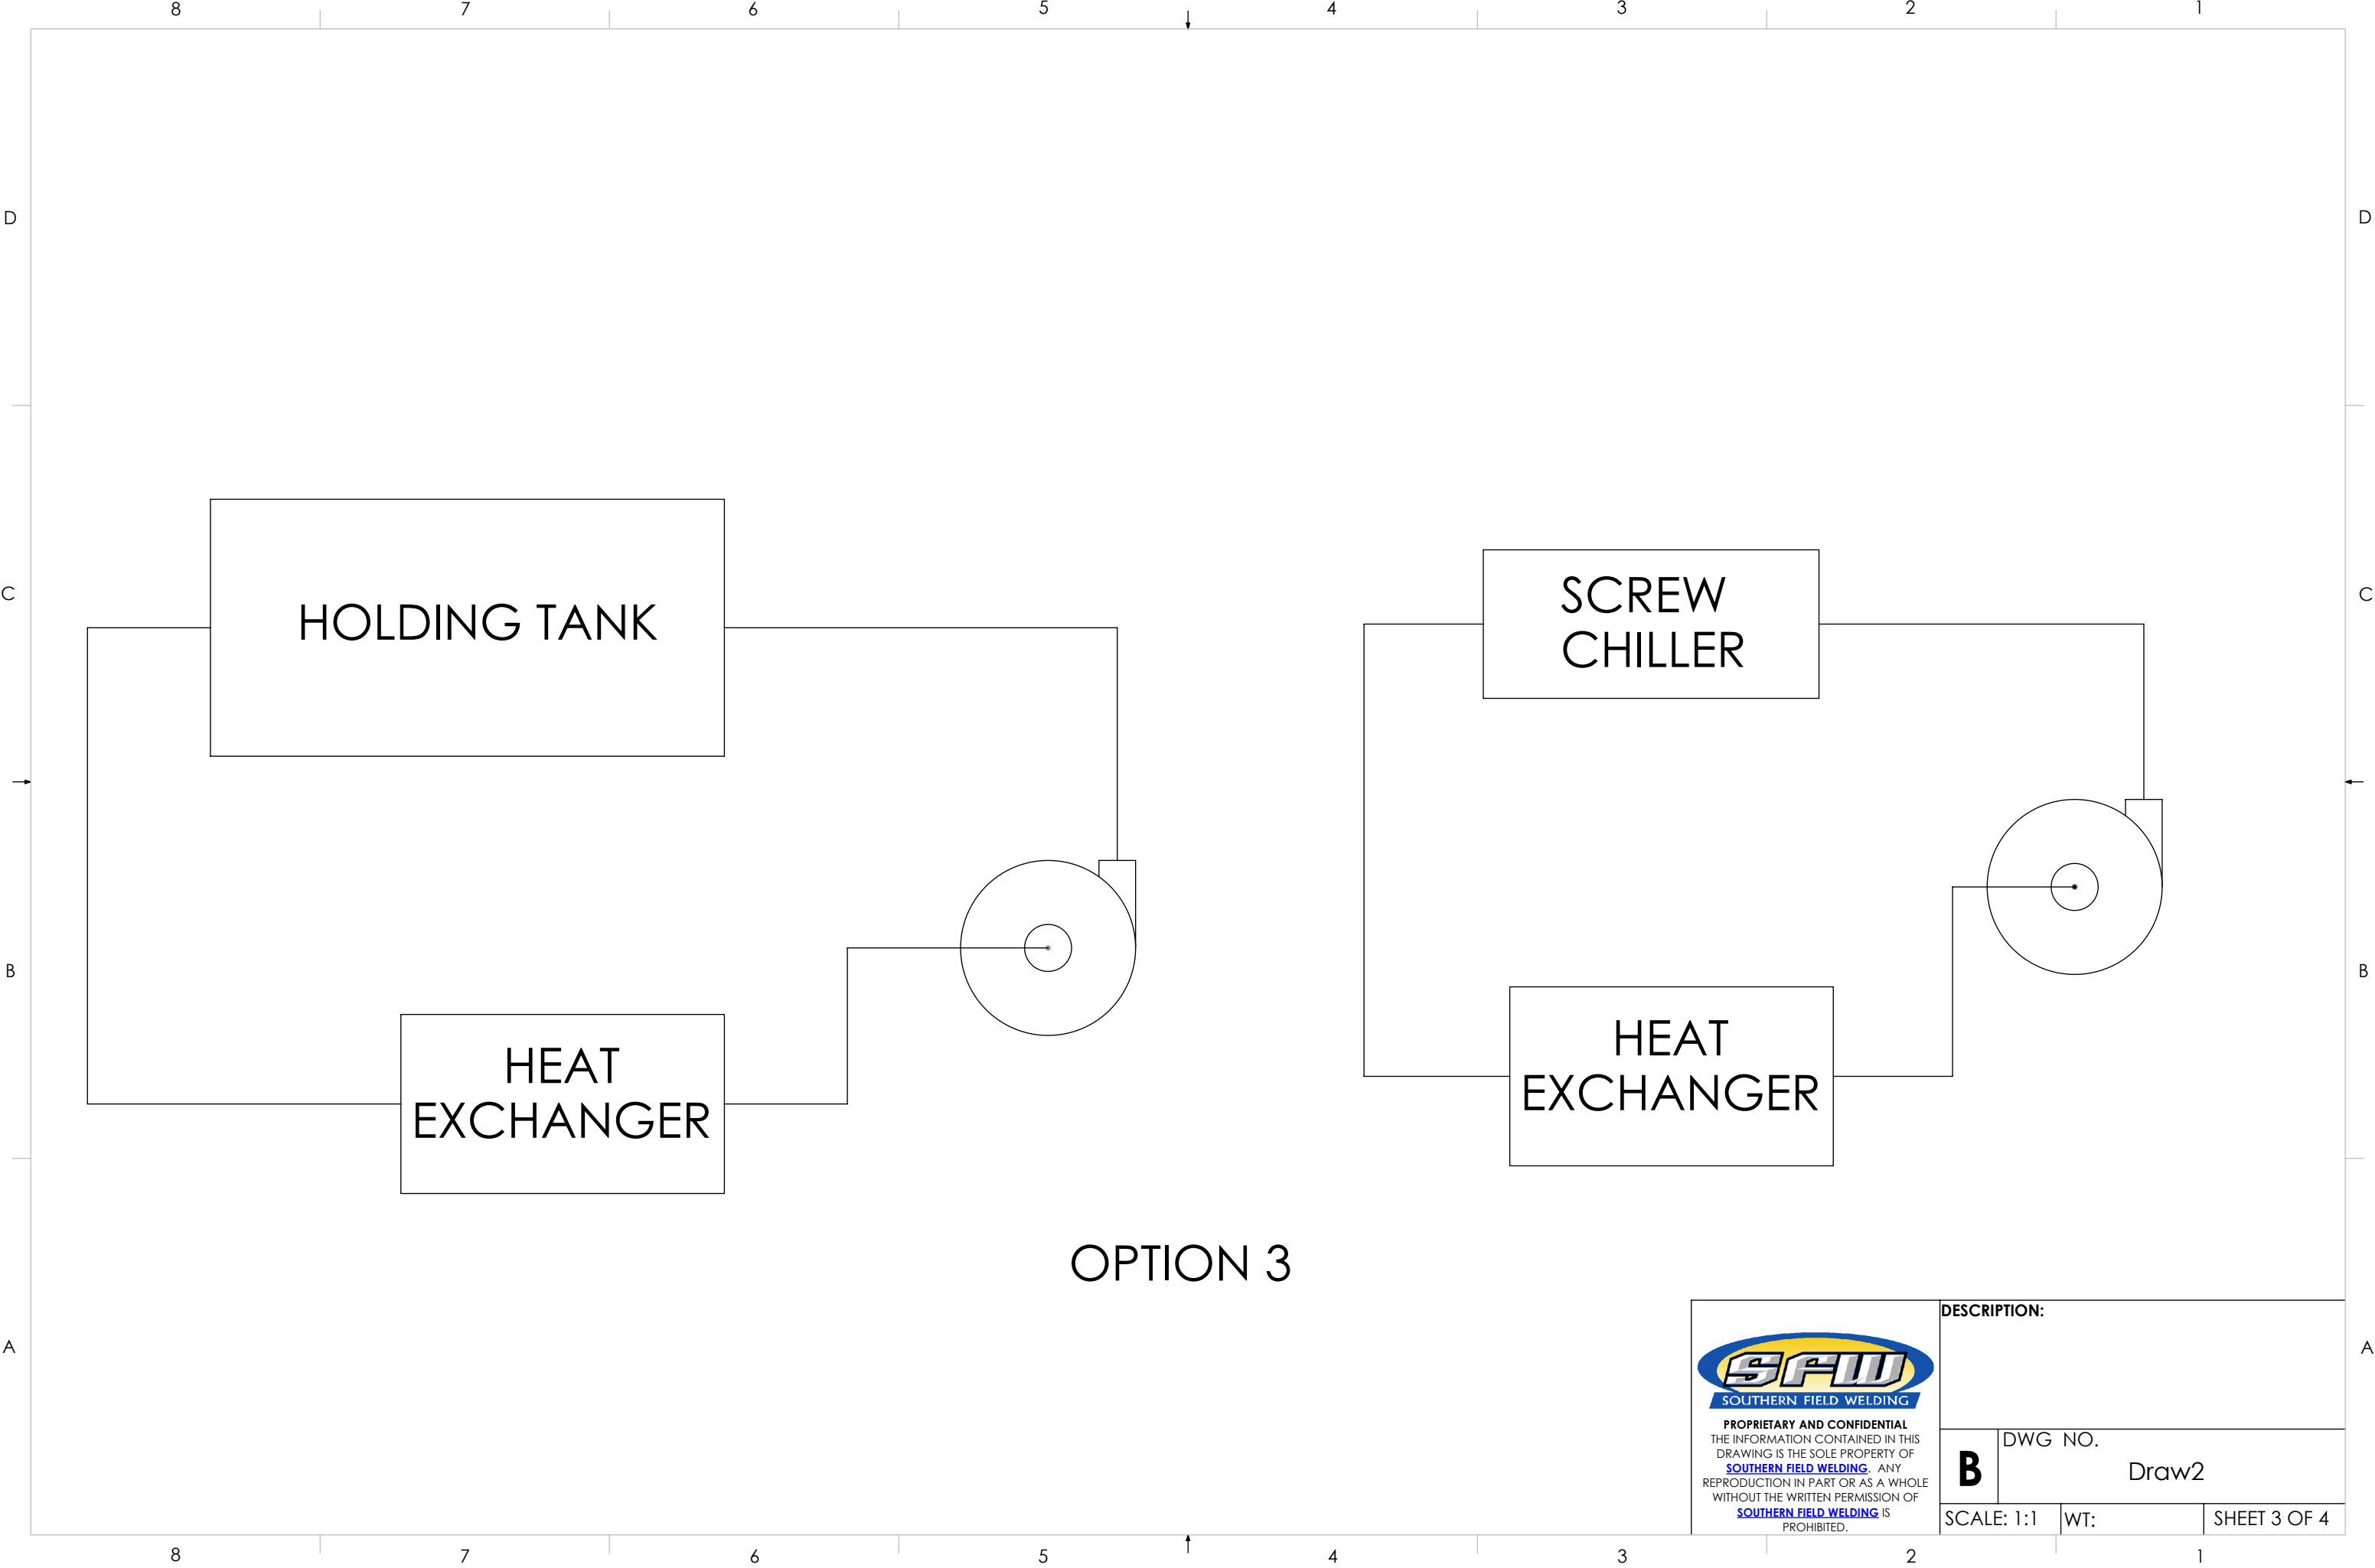 8 7 6 5 4 3 2 1
D D
HOLDING TANK
SCREW
CHILLER
C C
B B
HEAT
EXCHANGER
HEAT
EXCHANGER
OPTION 3
A A
SFW
SOUTHERN FIELD WELDING
PROPRIETARY AND CONFIDENTIAL
THE INFORMATION CONTAINED IN THIS
DRAWING IS THE SOLE PROPERTY OF
SOUTHERN FIELD WELDING. ANY
REPRODUCTION IN PART OR AS A WHOLE
WITHOUT THE WRITTEN PERMISSION OF
SOUTHERN FIELD WELDING IS
PROHIBITED.
DESCRIPTION:
B
DWG NO.
Draw2
SCALE: 1:1
WT:
SHEET 3 OF 4
8 7 6 5 4 3 2 1